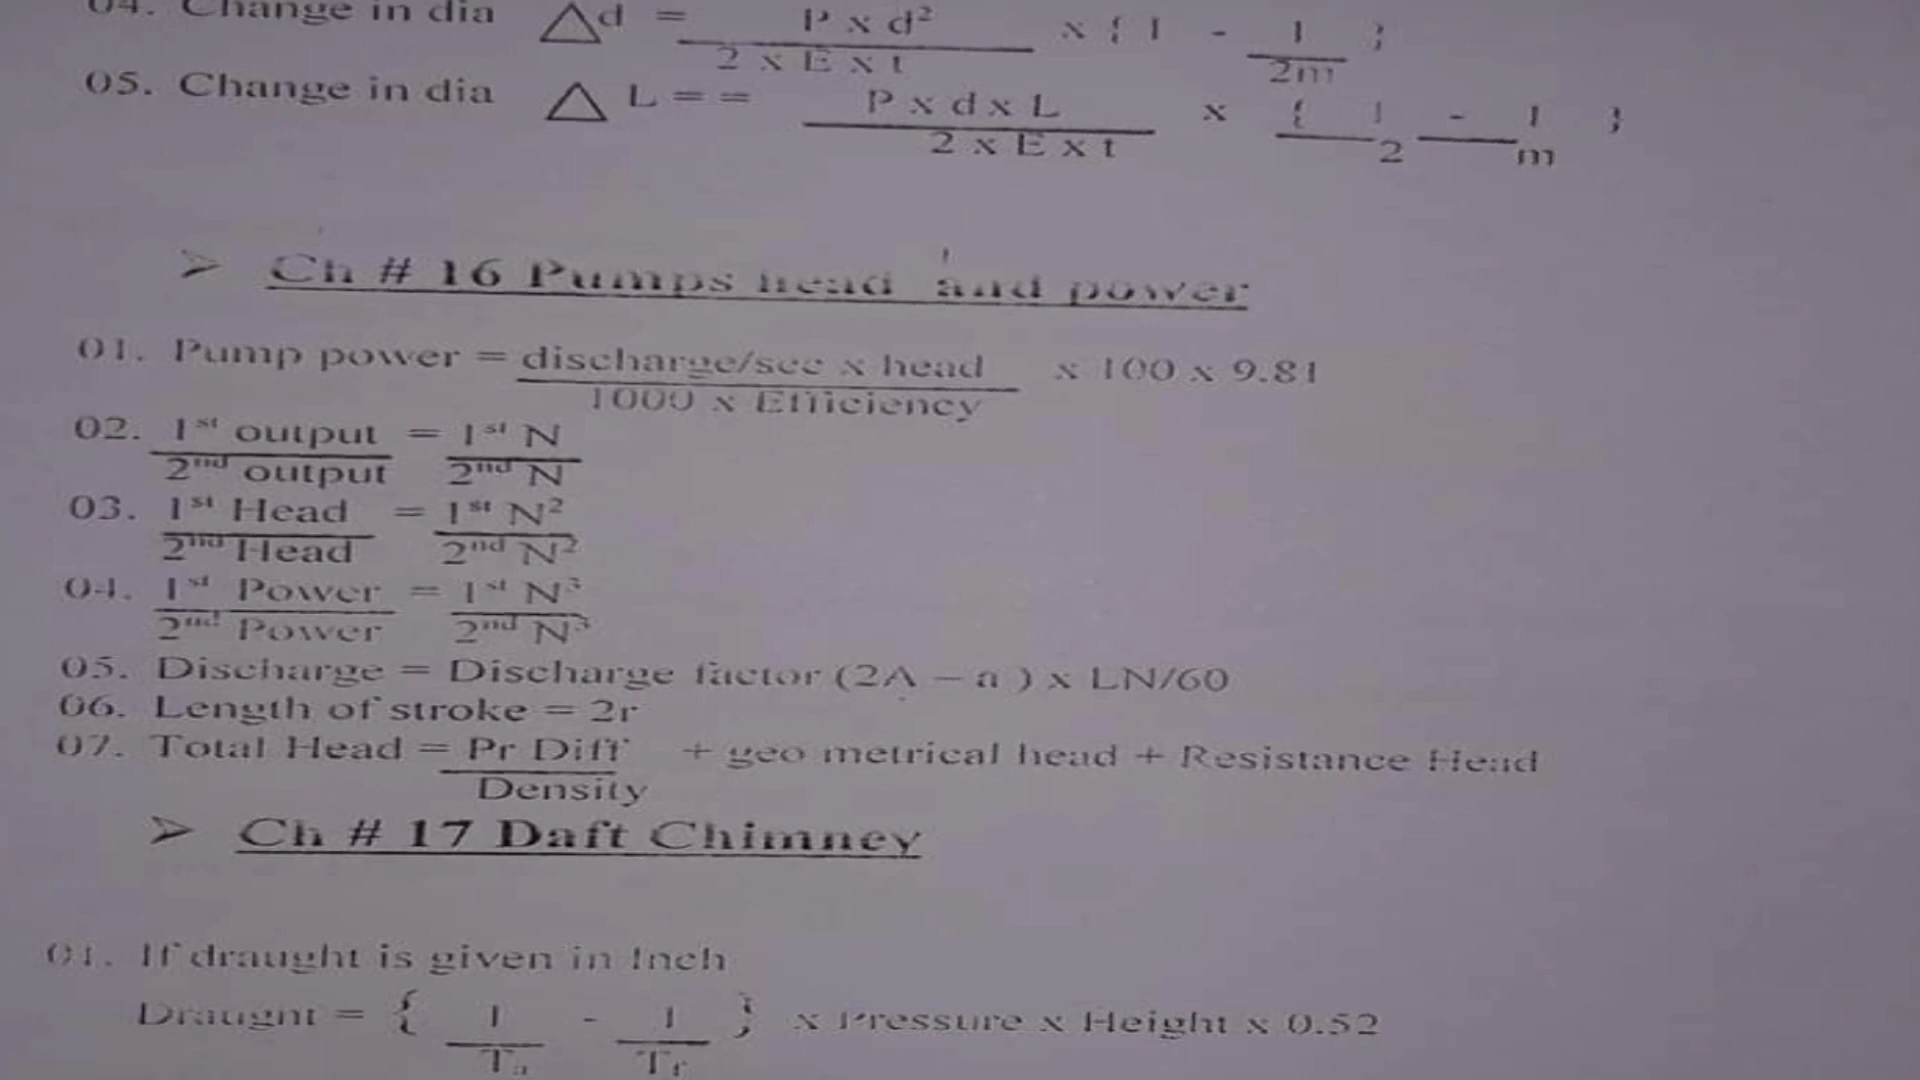 04. Change in dia △d = P x d² x { 1 - 1 }
2 x E x t 2m
05. Change in dia △ L = = P x d x L x { 1 - 1 }
2 x E x t 2 m
➢ Ch # 16 Pumps head and power
01. Pump power = discharge/sec x head x 100 x 9.81
1000 x Efficiency
02. 1st output = 1st N
2nd output 2nd N
03. 1st Head = 1st N²
2nd Head 2nd N²
04. 1st Power = 1st N³
2nd Power 2nd N³
05. Discharge = Discharge factor (2A – a ) x LN/60
06. Length of stroke = 2r
07. Total Head = Pr Diff + geo metrical head + Resistance Head
Density
➢ Ch # 17 Daft Chimney
01. If draught is given in Inch
Draught = { 1 - 1 } x Pressure x Height x 0.52
Ta Tf